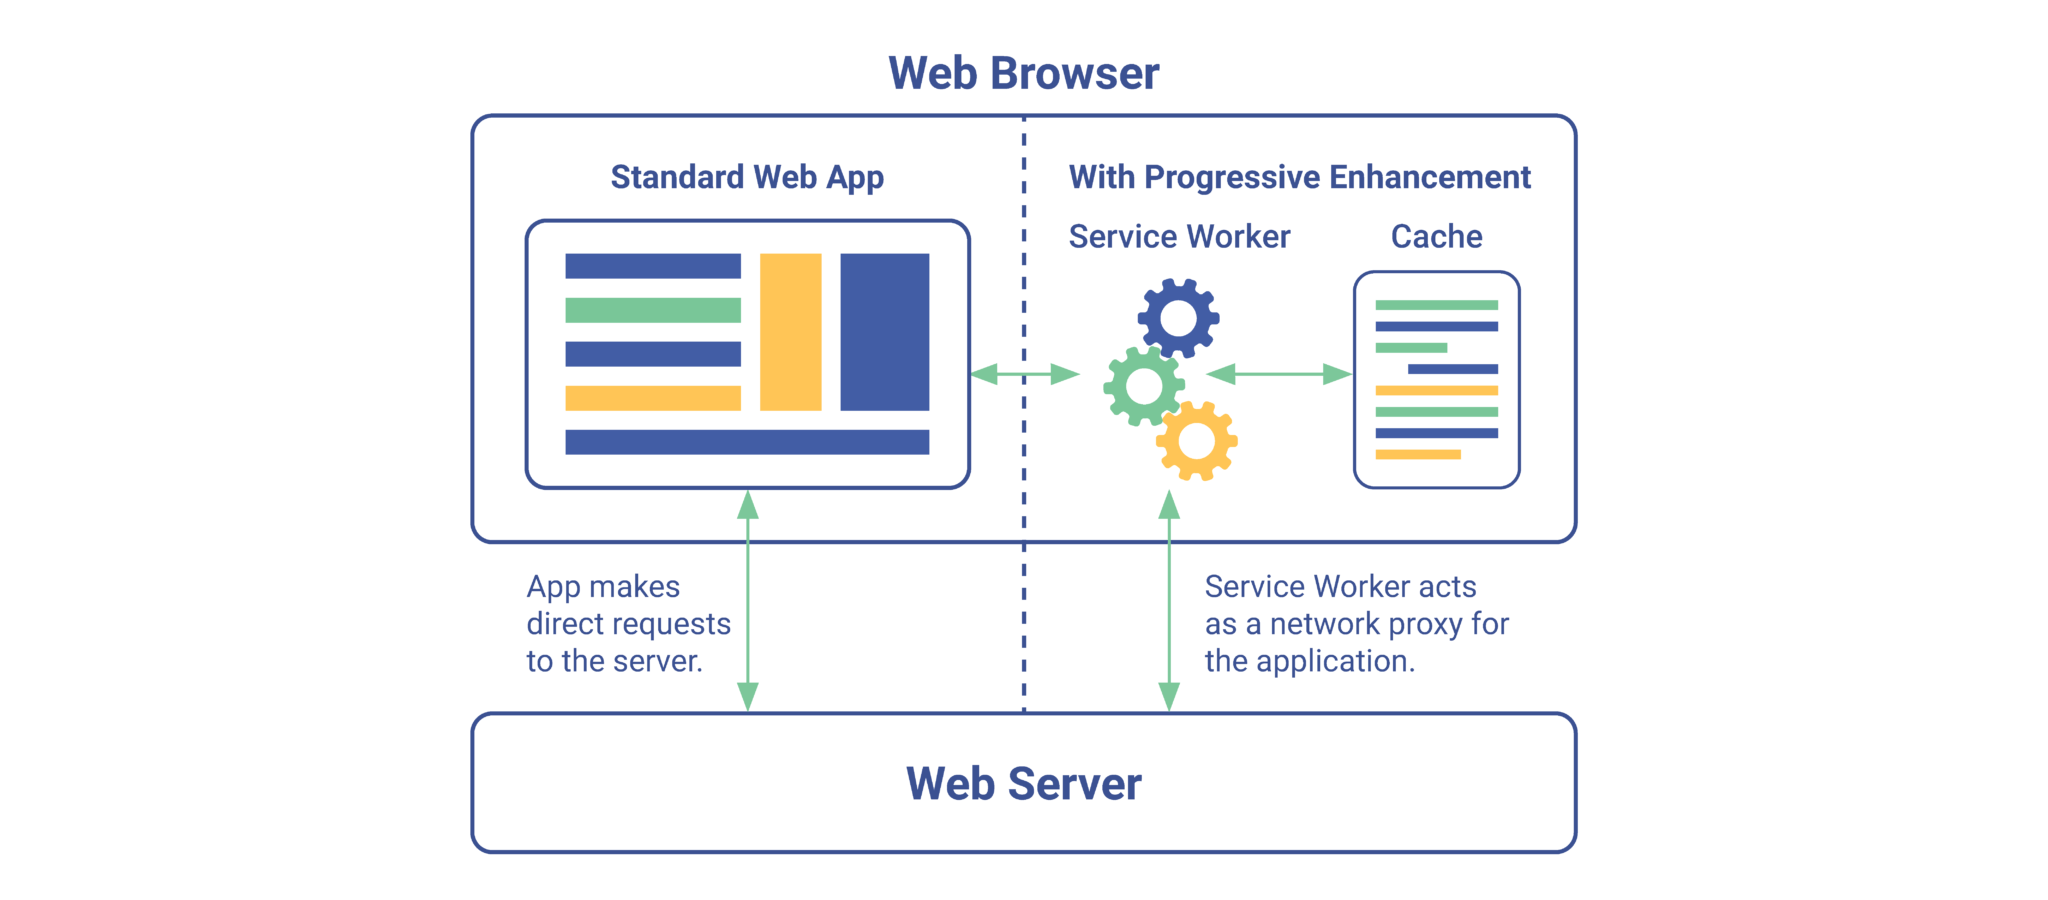 Web Browser
Standard Web App
With Progressive Enhancement
Service Worker
Cache
App makes
direct requests
to the server.
Service Worker acts
as a network proxy for
the application.
Web Server